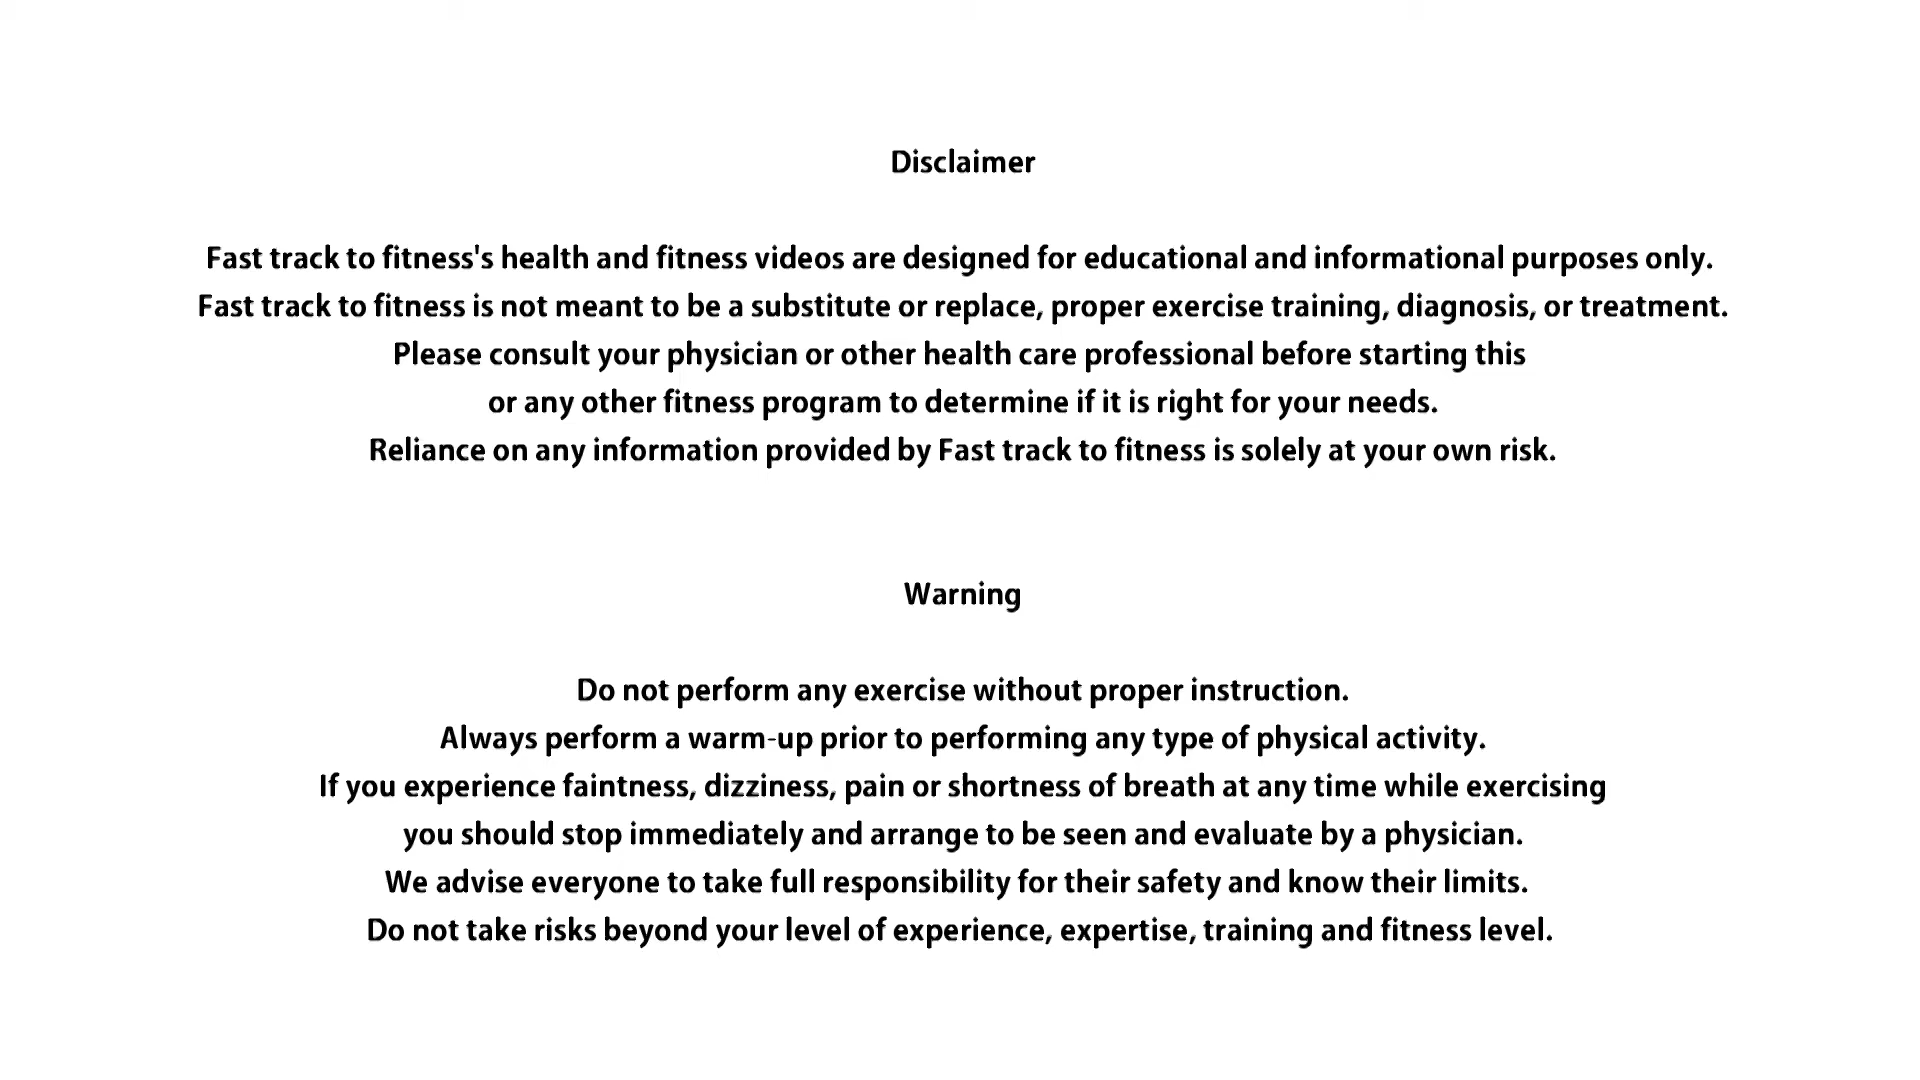 Disclaimer
Fast track to fitness's health and fitness videos are designed for educational and informational purposes only.
Fast track to fitness is not meant to be a substitute or replace, proper exercise training, diagnosis, or treatment.
Please consult your physician or other health care professional before starting this
or any other fitness program to determine if it is right for your needs.
Reliance on any information provided by Fast track to fitness is solely at your own risk.
Warning
Do not perform any exercise without proper instruction.
Always perform a warm-up prior to performing any type of physical activity.
If you experience faintness, dizziness, pain or shortness of breath at any time while exercising
you should stop immediately and arrange to be seen and evaluate by a physician.
We advise everyone to take full responsibility for their safety and know their limits.
Do not take risks beyond your level of experience, expertise, training and fitness level.